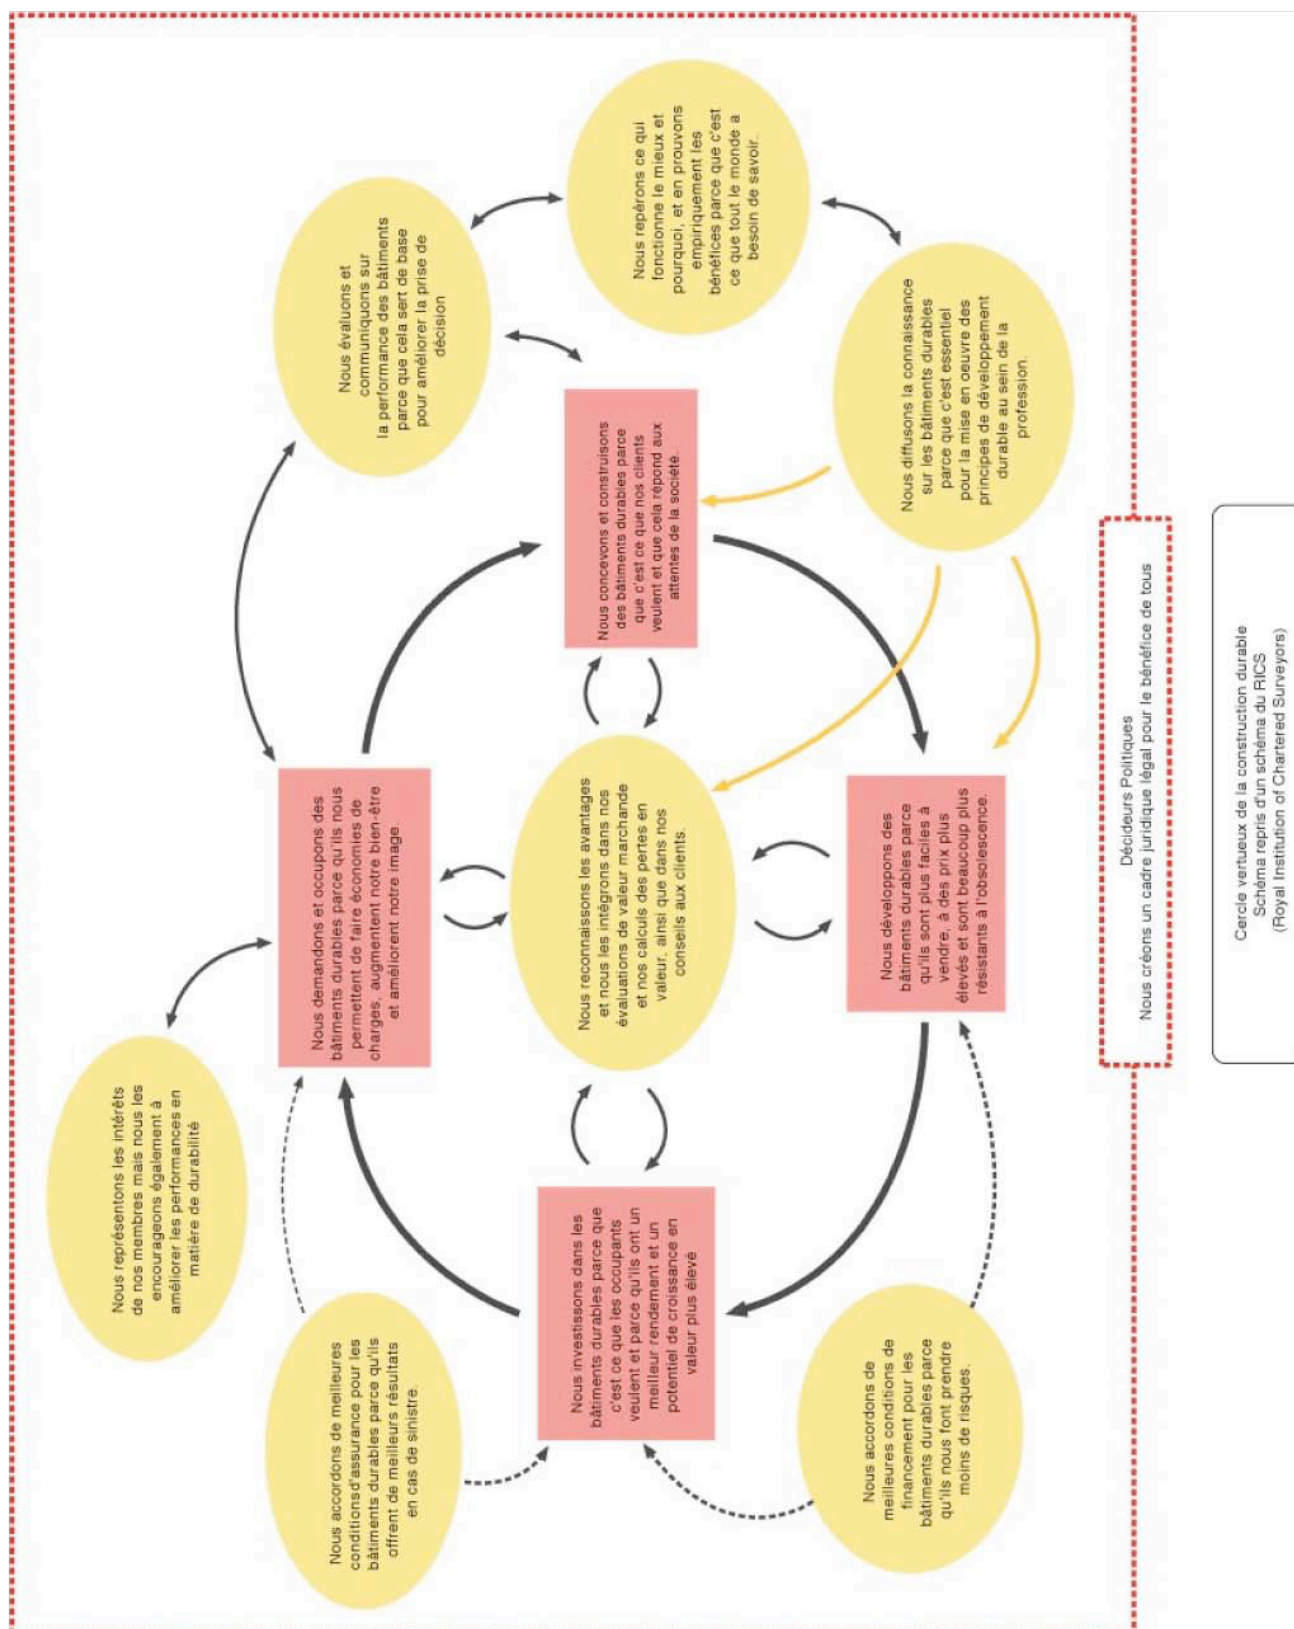 Nous représentons les intérêts
de nos membres mais nous les
encourageons également à
améliorer les performances en
matière de durabilité
Nous accordons de meilleures
conditionsd'assurance pour les
bâtiments durables parce qu'ils
offrent de meilleurs résultats
en cas de sinistre.
Nous demandons et occupons des
bâtiments durables parce qu'ils nous
permettent de faire économies de
charges, augmentent notre bien-être
et améliorent notre image.
Nous évaluons et
communiquons sur
la performance des bâtiments
parce que cela sert de base
pour améliorer la prise de
décision
Nous investissons dans les
bâtiments durables parce que
c'est ce que les occupants
veulent et parce qu'ils ont un
meilleur rendement et un
potentiel de croissance en
valeur plus élevé
Nous reconnaissons les avantages
et nous les intégrons dans nos
évaluations de valeur marchande
et nos calculs des pertes en
valeur, ainsi que dans nos
conseils aux clients.
Nous concevons et construisons
des bâtiments durables parce
que c'est ce que nos clients
veulent et que cela répond aux
attentes de la société.
Nous repérons ce qui
fonctionne le mieux et
pourquoi, et en prouvons
empiriquement les
bénéfices parce que c'est
ce que tout le monde a
besoin de savoir.
Nous accordons de
meilleures conditions de
financement pour les
bâtiments durables parce
qu'ils nous font prendre
moins de risques.
Nous développons des
bâtiments durables parce
qu'ils sont plus faciles à
vendre, à des prix plus
élevés et sont beaucoup plus
résistants à l'obsolescence.
Nous diffusons la connaissance
sur les bâtiments durables
parce que c'est essentiel
pour la mise en oeuvre des
principes de développement
durable au sein de la
profession.
Décideurs Politiques
Nous créons un cadre juridique légal pour le bénéfice de tous
Cercle vertueux de la construction durable
Schéma repris d'un schéma du RICS
(Royal Institution of Chartered Surveyors)